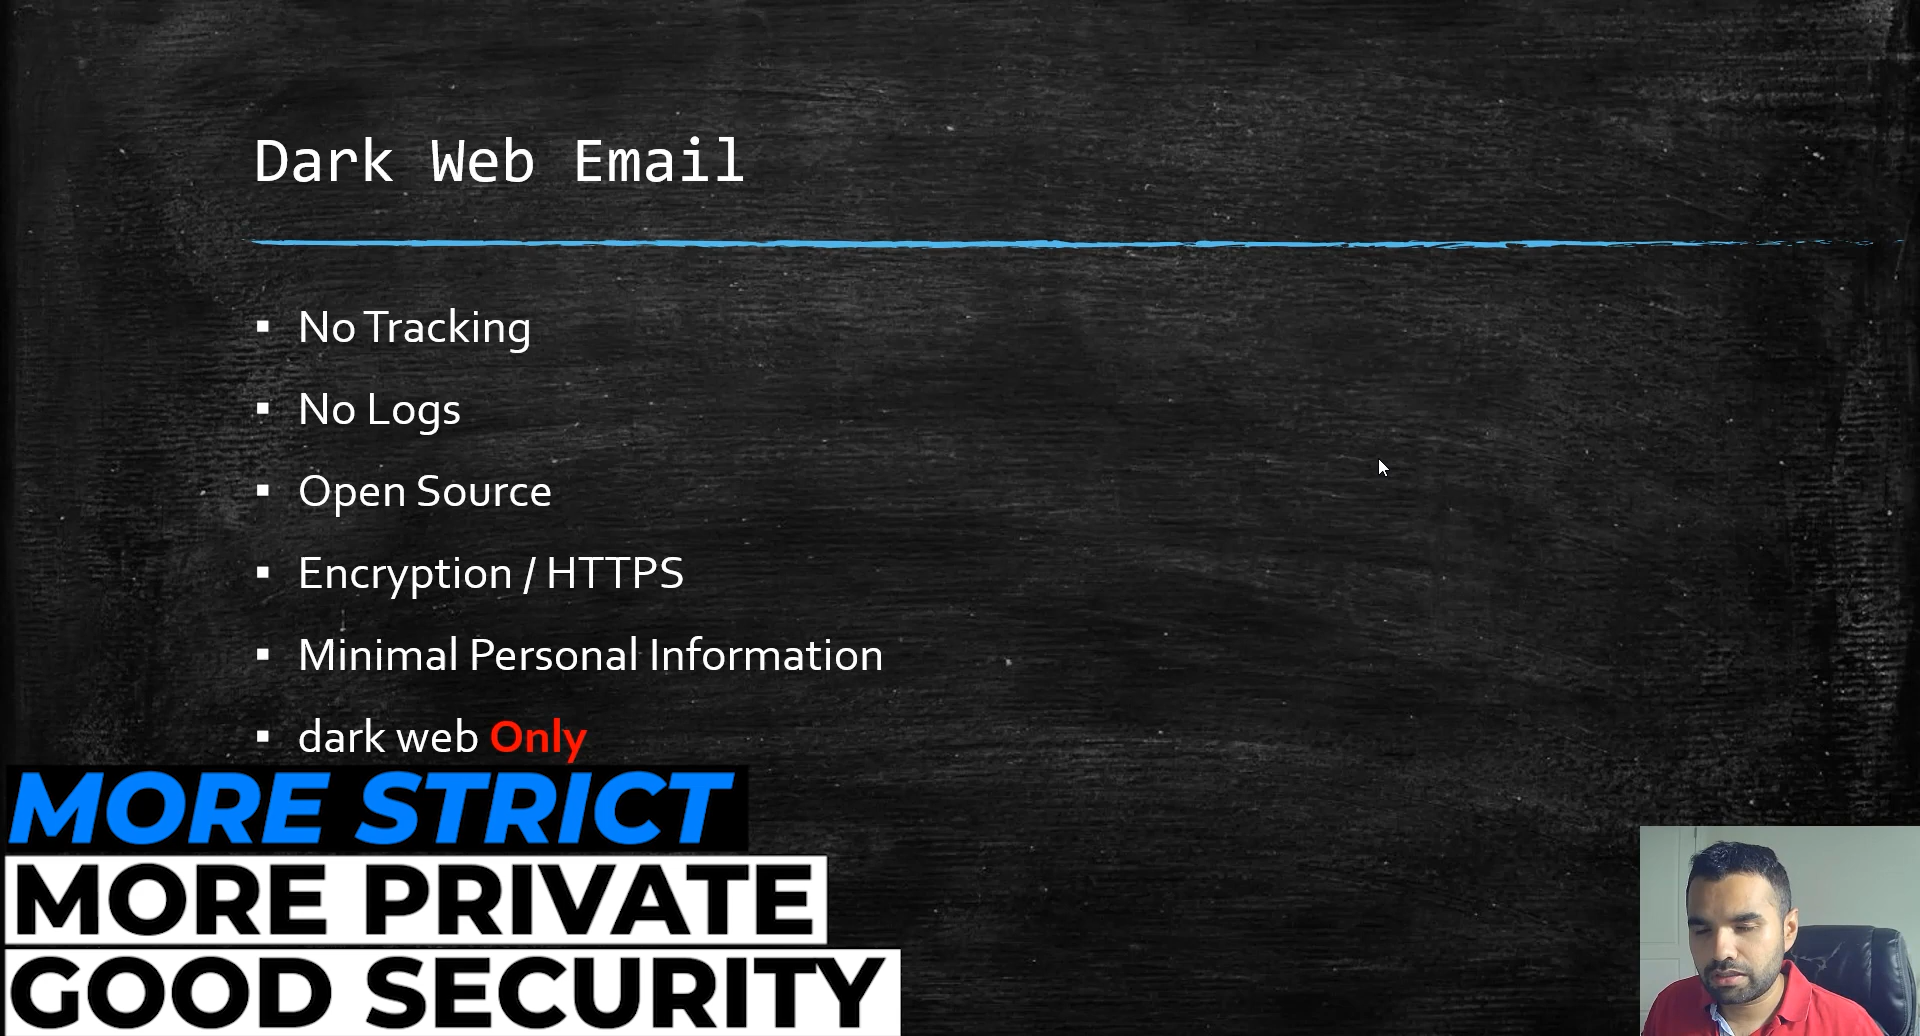 Dark Web Email
No Tracking
No Logs
Open Source
Encryption / HTTPS
Minimal Personal Information
dark web Only
MORE STRICT
MORE PRIVATE
GOOD SECURITY